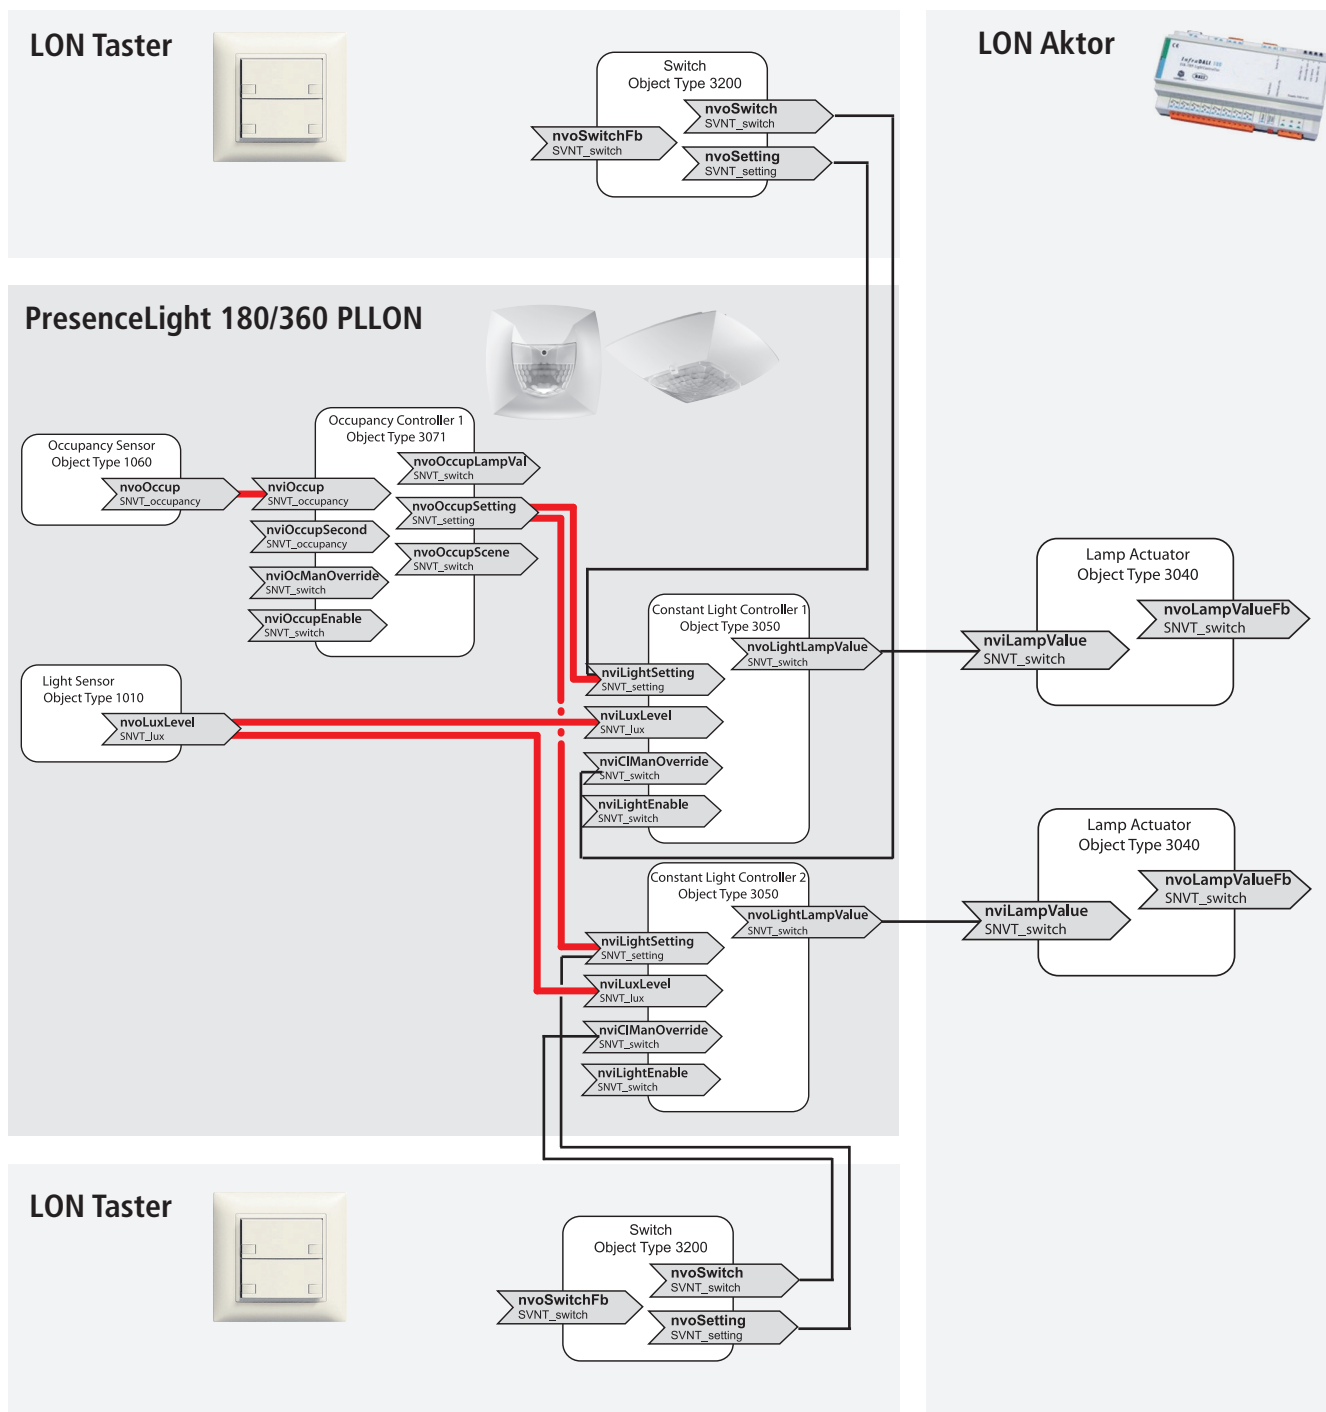 LON Taster
Switch
Object Type 3200
nvoSwitch
SVNT_switch
nvoSwitchFb
SVNT_switch
nvoSetting
SVNT_setting
LON Aktor
PresenceLight 180/360 PLLON
Occupancy Sensor
Object Type 1060
nvoOccup
SNVT_occupancy
Occupancy Controller 1
Object Type 3071
nvoOccupLampVal
SNVT_switch
nviOccup
SNVT_occupancy
nvoOccupSetting
SNVT_setting
nviOccupSecond
SNVT_occupancy
nvoOccupScene
SNVT_switch
nviOcManOverride
SNVT_switch
nviOccupEnable
SNVT_switch
Light Sensor
Object Type 1010
nvoLuxLevel
SNVT_lux
Constant Light Controller 1
Object Type 3050
nvoLightLampValue
SNVT_switch
nviLightSetting
SNVT_setting
nviLuxLevel
SNVT_lux
nviClManOverride
SNVT_switch
nviLightEnable
SNVT_switch
Constant Light Controller 2
Object Type 3050
nvoLightLampValue
SNVT_switch
nviLightSetting
SNVT_setting
nviLuxLevel
SNVT_lux
nviClManOverride
SNVT_switch
nviLightEnable
SNVT_switch
Lamp Actuator
Object Type 3040
nvoLampValueFb
SNVT_switch
nviLampValue
SNVT_switch
Lamp Actuator
Object Type 3040
nvoLampValueFb
SNVT_switch
nviLampValue
SNVT_switch
LON Taster
Switch
Object Type 3200
nvoSwitch
SVNT_switch
nvoSwitchFb
SVNT_switch
nvoSetting
SVNT_setting